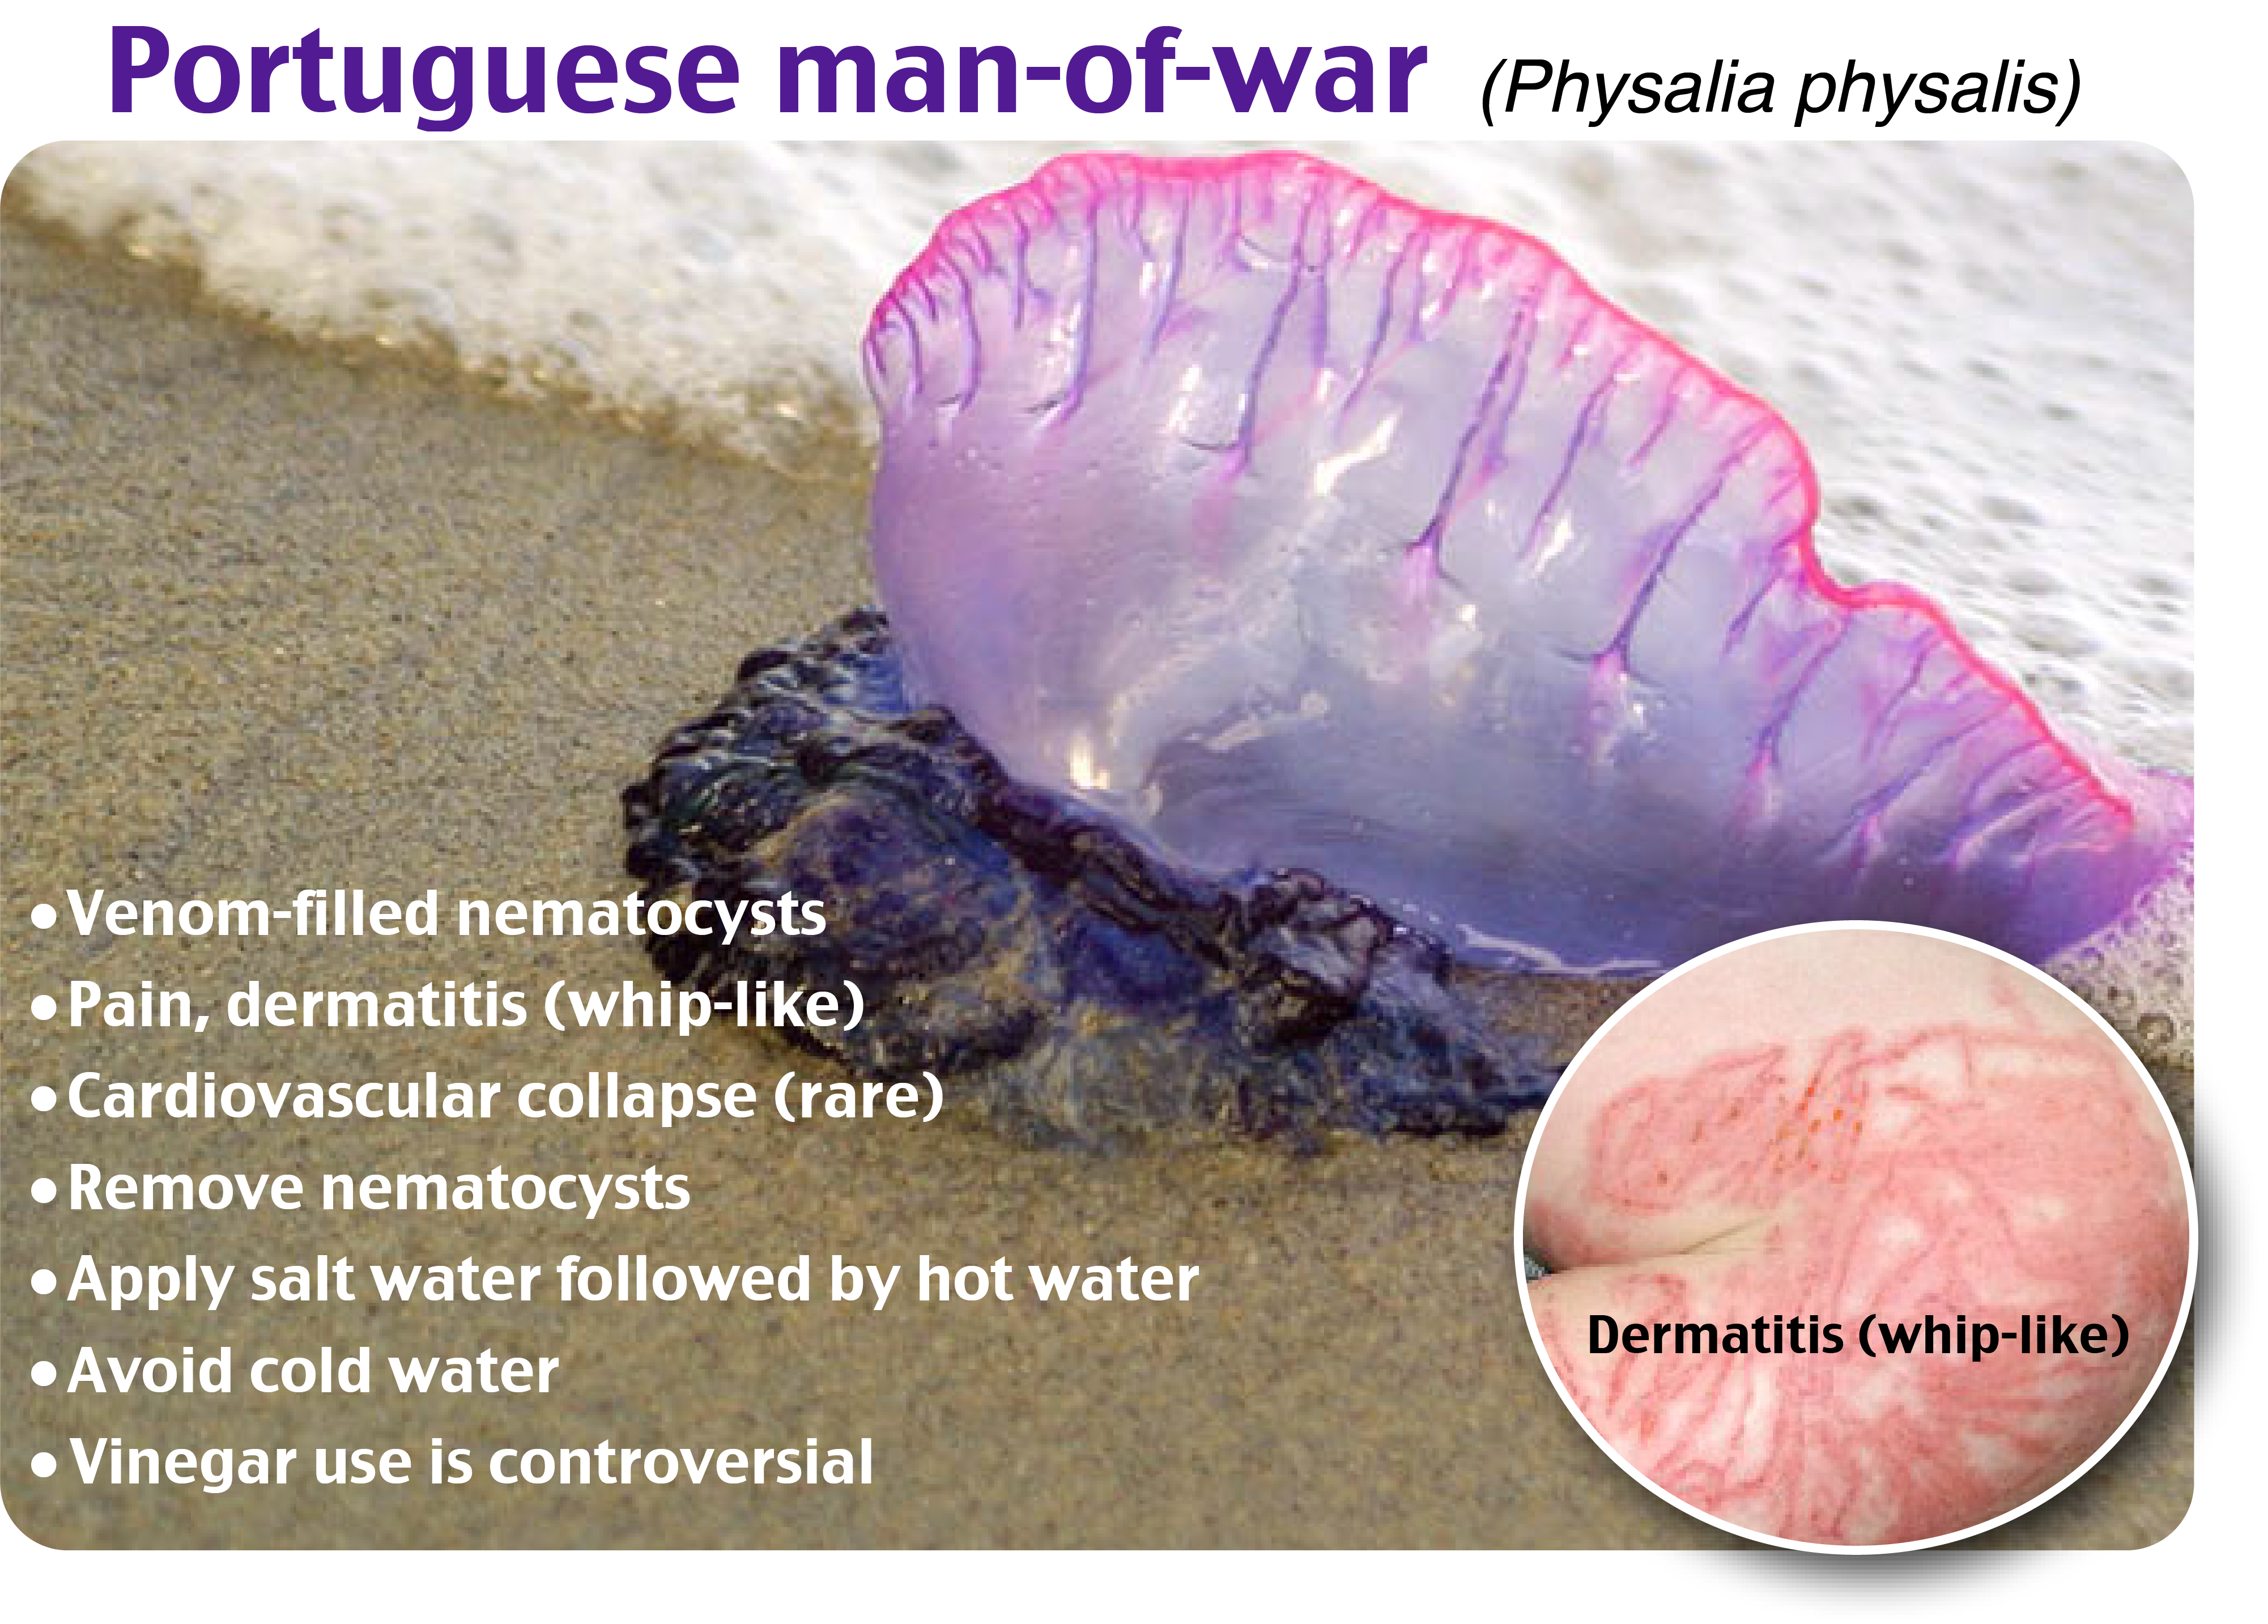 Portuguese man-of-war (Physalia physalis)
• Venom-filled nematocysts
• Pain, dermatitis (whip-like)
• Cardiovascular collapse (rare)
• Remove nematocysts
• Apply salt water followed by hot water
• Avoid cold water
• Vinegar use is controversial
Dermatitis (whip-like)